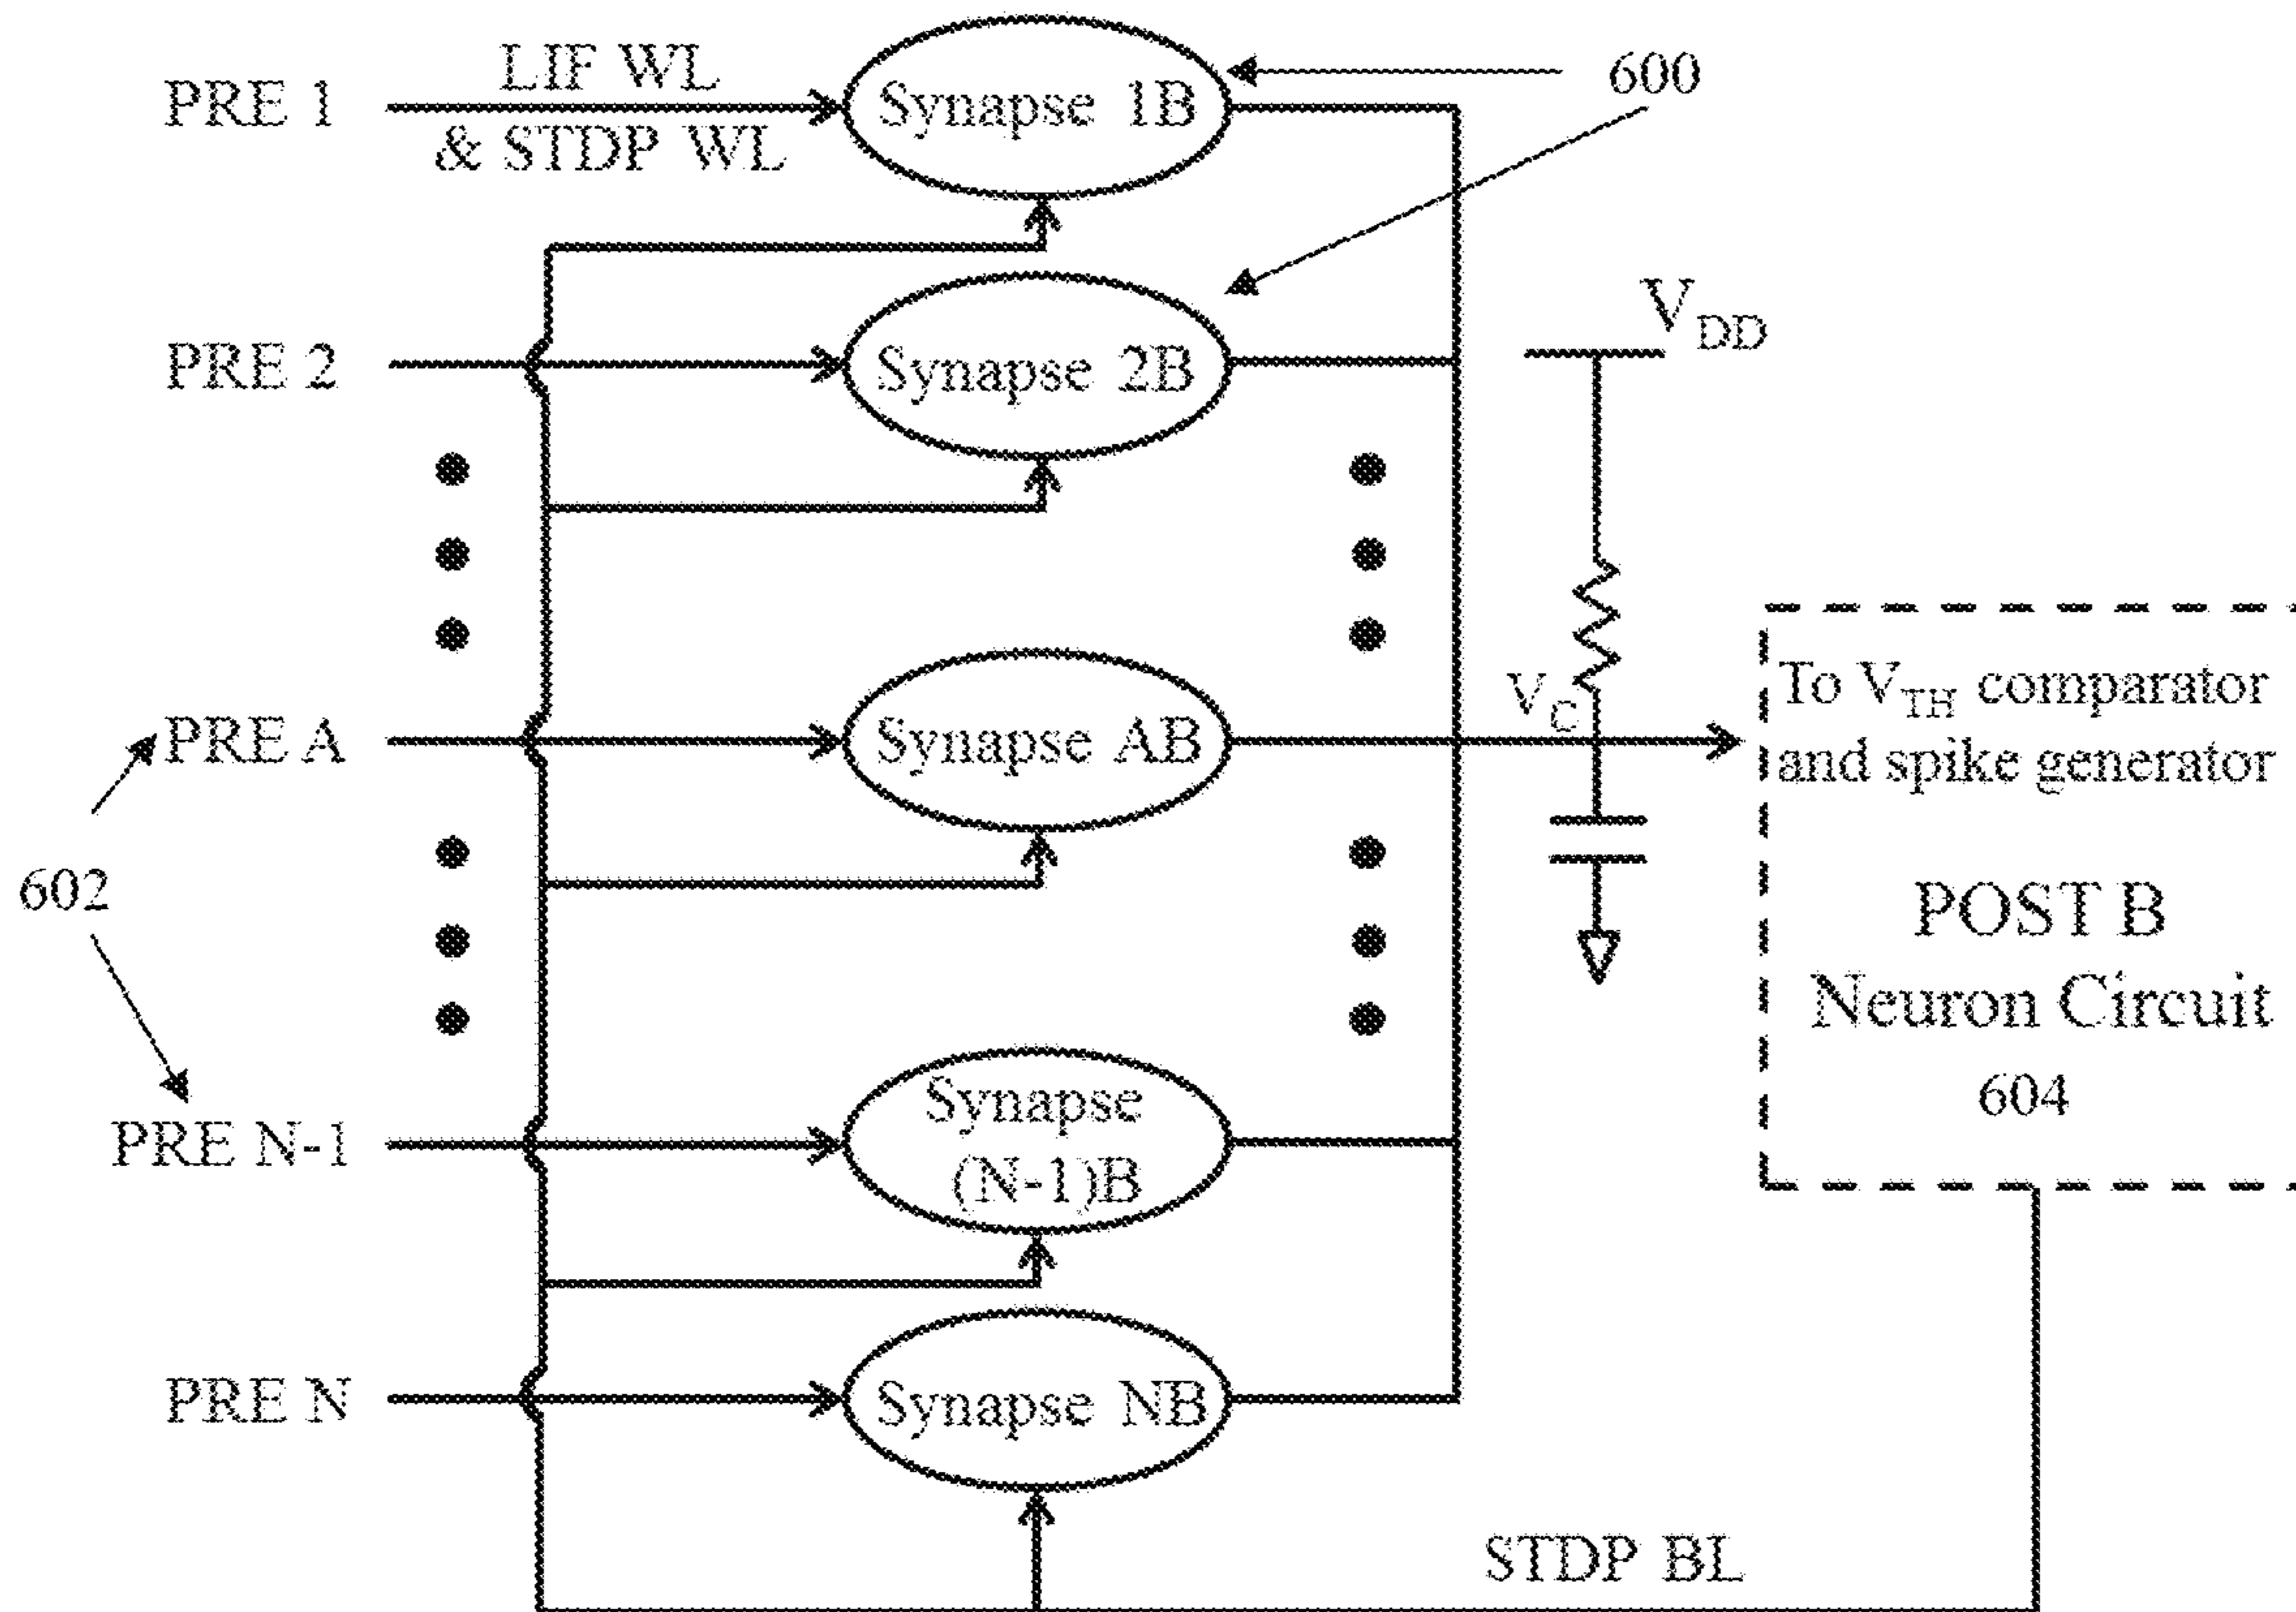 PRE 1
LIF WL
& STDP WL
Synapse 1B
600
PRE 2
Synapse 2B
V_DD
PRE A
Synapse AB
V_C
To V_TH comparator
and spike generator
602
POST B
Neuron Circuit
604
PRE N-1
Synapse
(N-1)B
PRE N
Synapse NB
STDP BL